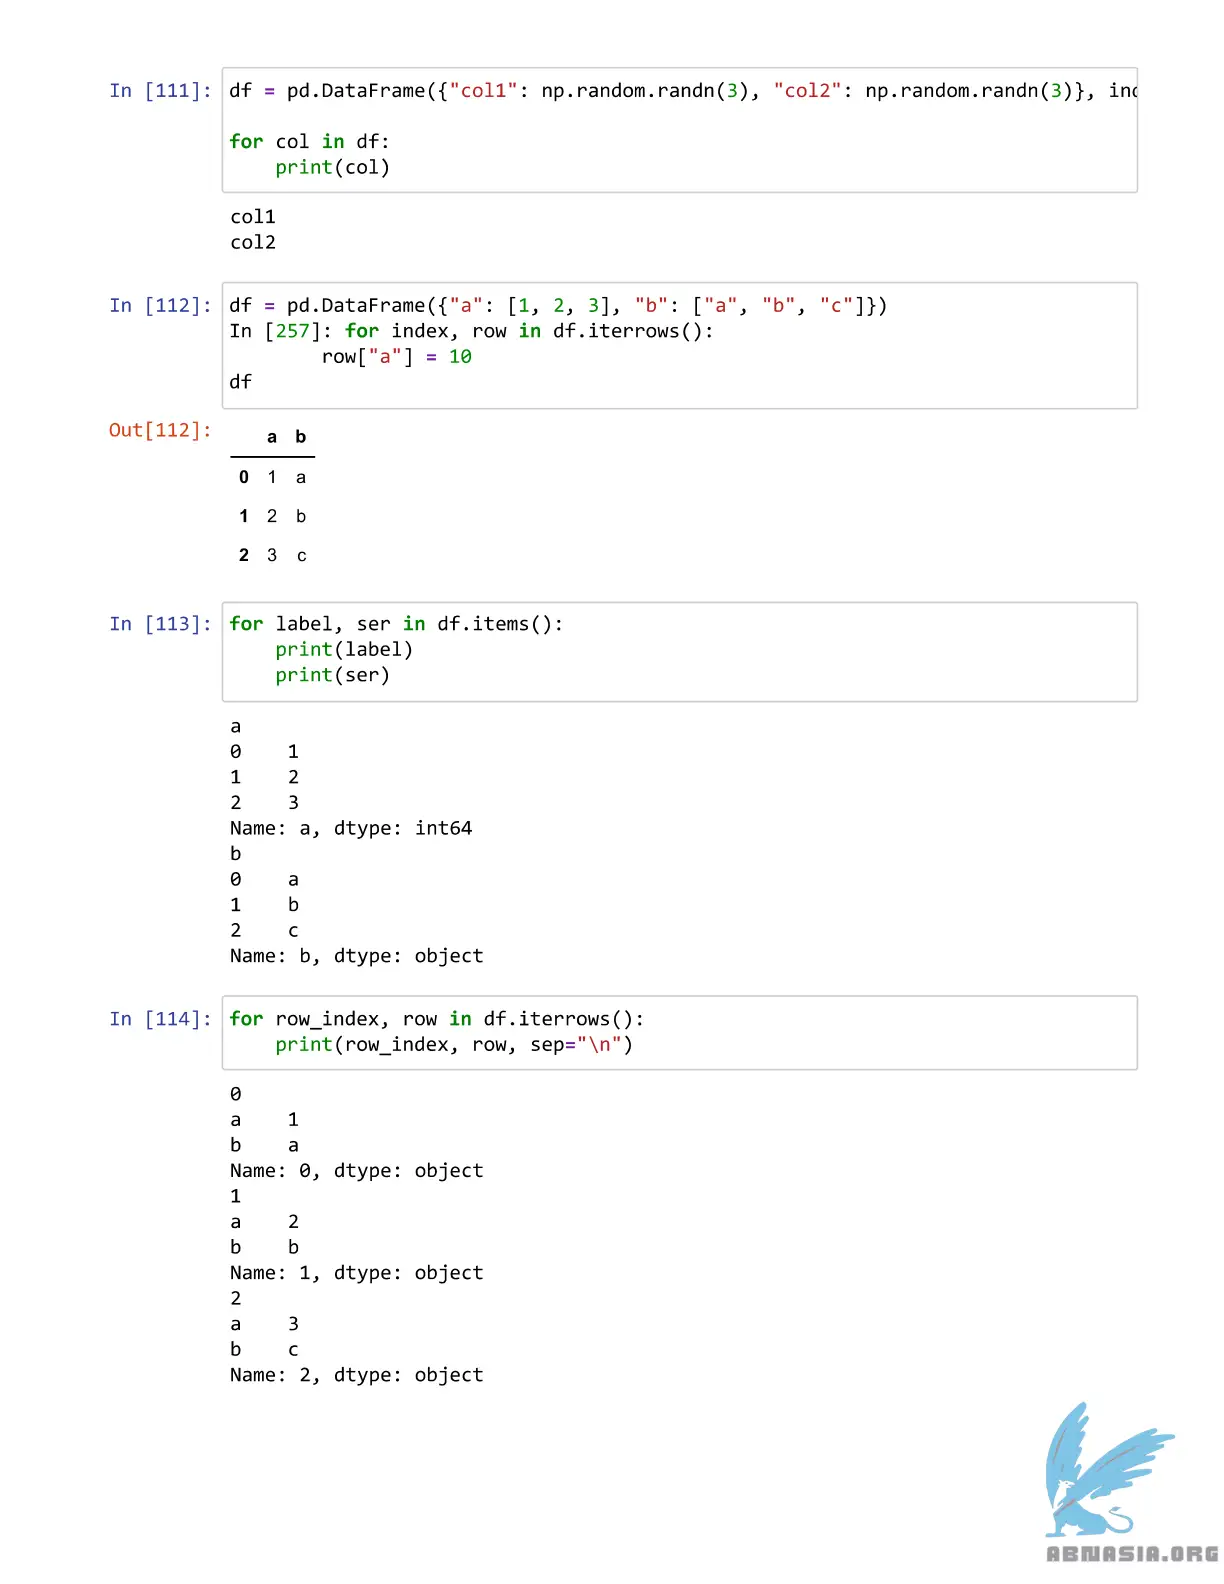 In [111]: df = pd.DataFrame({"col1": np.random.randn(3), "col2": np.random.randn(3)},
for col in df:
    print(col)
col1
col2
In [112]: df = pd.DataFrame({"a": [1, 2, 3], "b": ["a", "b", "c"]})
In [257]: for index, row in df.iterrows():
        row["a"] = 10
df
Out[112]:
a b
0 1 a
1 2 b
2 3 c
In [113]: for label, ser in df.items():
    print(label)
    print(ser)
a
0    1
1    2
2    3
Name: a, dtype: int64
b
0    a
1    b
2    c
Name: b, dtype: object
In [114]: for row_index, row in df.iterrows():
    print(row_index, row, sep="\n")
0
a    1
b    a
Name: 0, dtype: object
1
a    2
b    b
Name: 1, dtype: object
2
a    3
b    c
Name: 2, dtype: object
ABNASIA.ORG